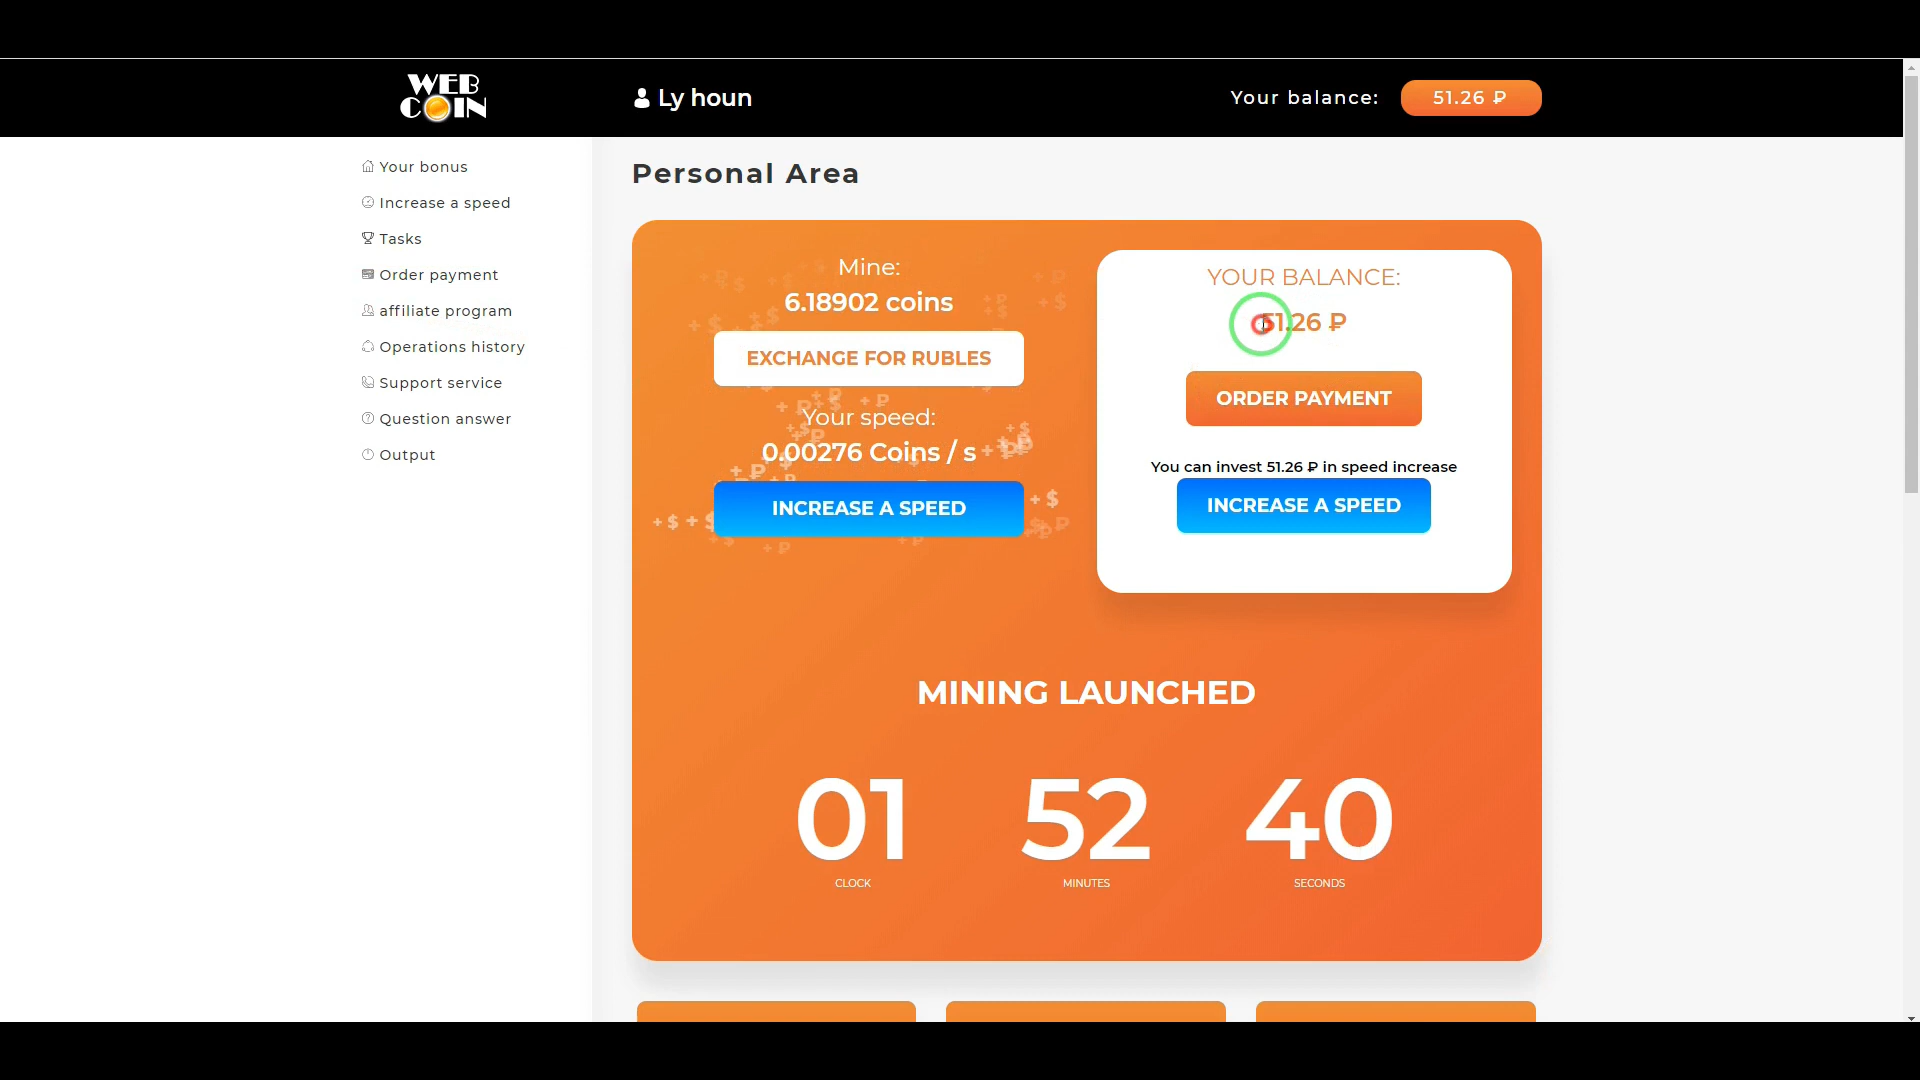 WEB
COIN
Ly houn
Your balance:
51.26 ₽
Your bonus
Increase a speed
Tasks
Order payment
affiliate program
Operations history
Support service
Question answer
Output
Personal Area
Mine:
6.18902 coins
EXCHANGE FOR RUBLES
Your speed:
0.00276 Coins / s
INCREASE A SPEED
YOUR BALANCE:
51.26 ₽
ORDER PAYMENT
You can invest 51.26 ₽ in speed increase
INCREASE A SPEED
MINING LAUNCHED
01
CLOCK
52
MINUTES
40
SECONDS